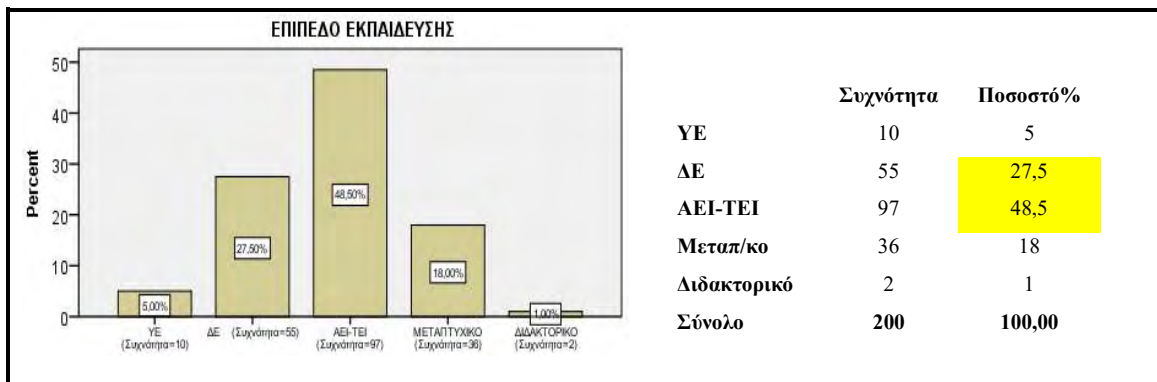 ΕΠΙΠΕΔΟ ΕΚΠΑΙΔΕΥΣΗΣ
Percent
50
40
30
20
10
0
5,00%
27,50%
48,50%
18,00%
1,00%
ΥΕ (Συχνότητα=10)
ΔΕ (Συχνότητα=55)
ΑΕΙ-ΤΕΙ (Συχνότητα=97)
ΜΕΤΑΠΤΥΧΙΚΟ (Συχνότητα=36)
ΔΙΔΑΚΤΟΡΙΚΟ (Συχνότητα=2)
Συχνότητα Ποσοστό%
ΥΕ 10 5
ΔΕ 55 27,5
ΑΕΙ-ΤΕΙ 97 48,5
Μεταπ/κο 36 18
Διδακτορικό 2 1
Σύνολο 200 100,00